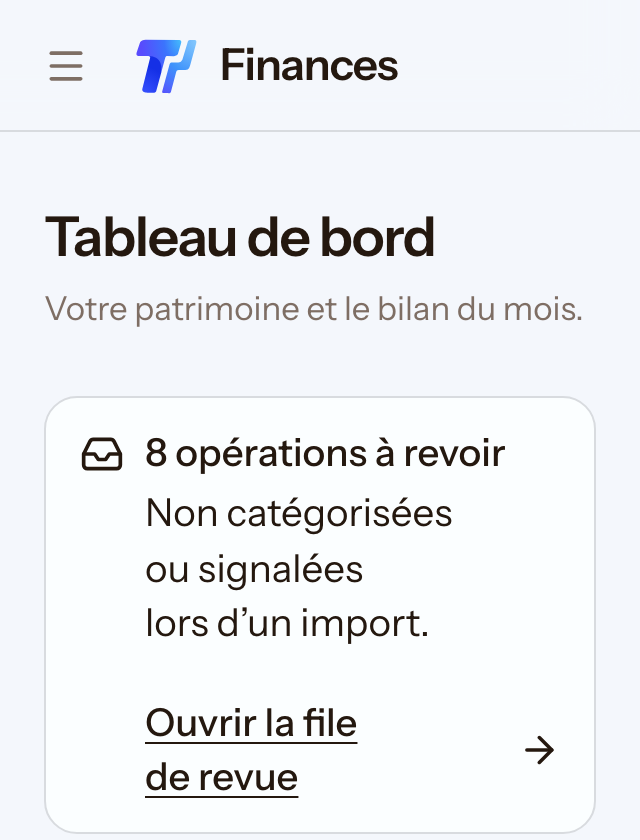 Finances
Tableau de bord
Votre patrimoine et le bilan du mois.
8 opérations à revoir
Non catégorisées
ou signalées
lors d’un import.
Ouvrir la file
de revue